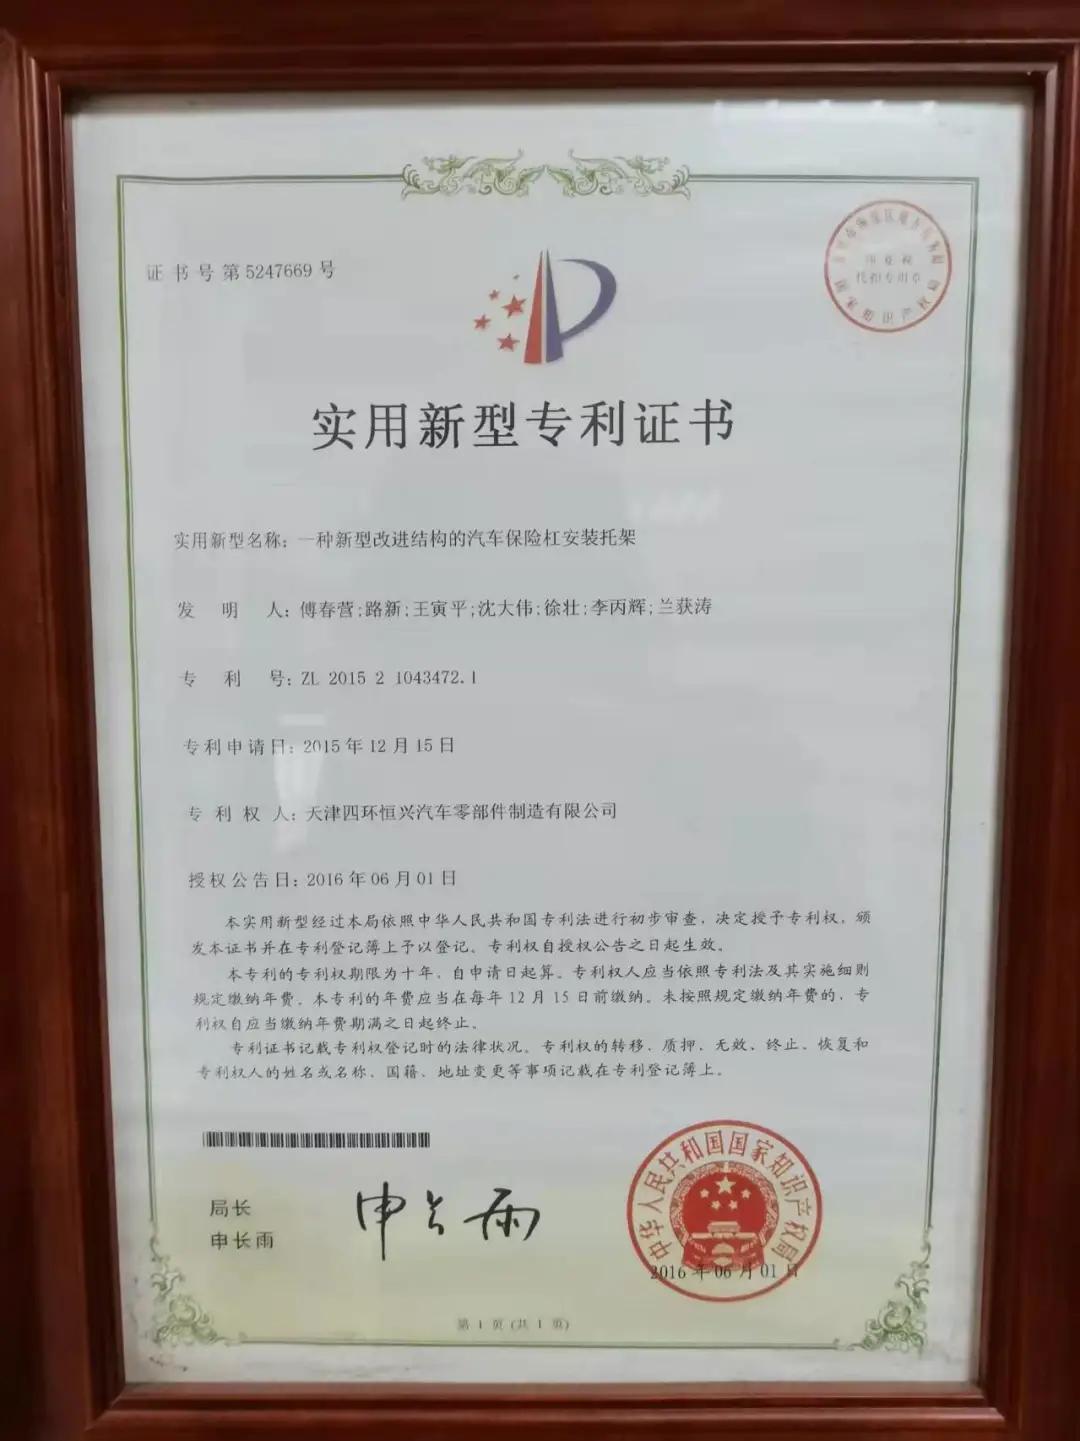 证书号第5247669号
印花税
代扣专用章
国家知识产权局
实用新型专利证书
实用新型名称：一种新型改进结构的汽车保险杠安装托架
发明人：傅春营;路新;王寅平;沈大伟;徐壮;李丙辉;兰获涛
专利号：ZL 2015 2 1043472.1
专利申请日：2015年12月15日
专利权人：天津四环恒兴汽车零部件制造有限公司
授权公告日：2016年06月01日
本实用新型经过本局依照中华人民共和国专利法进行初步审查，决定授予专利权，颁
发本证书并在专利登记簿上予以登记。专利权自授权公告之日起生效。
本专利的专利权期限为十年，自申请日起算。专利权人应当依照专利法及其实施细则
规定缴纳年费。本专利的年费应当在每年12月15日前缴纳。未按照规定缴纳年费的，专
利权自应当缴纳年费期满之日起终止。
专利证书记载专利权登记时的法律状况。专利权的转移、质押、无效、终止、恢复和
专利权人的姓名或名称、国籍、地址变更等事项记载在专利登记簿上。
局长
申长雨
申长雨
中华人民共和国国家知识产权局
2016年06月01日
第1页(共1页)